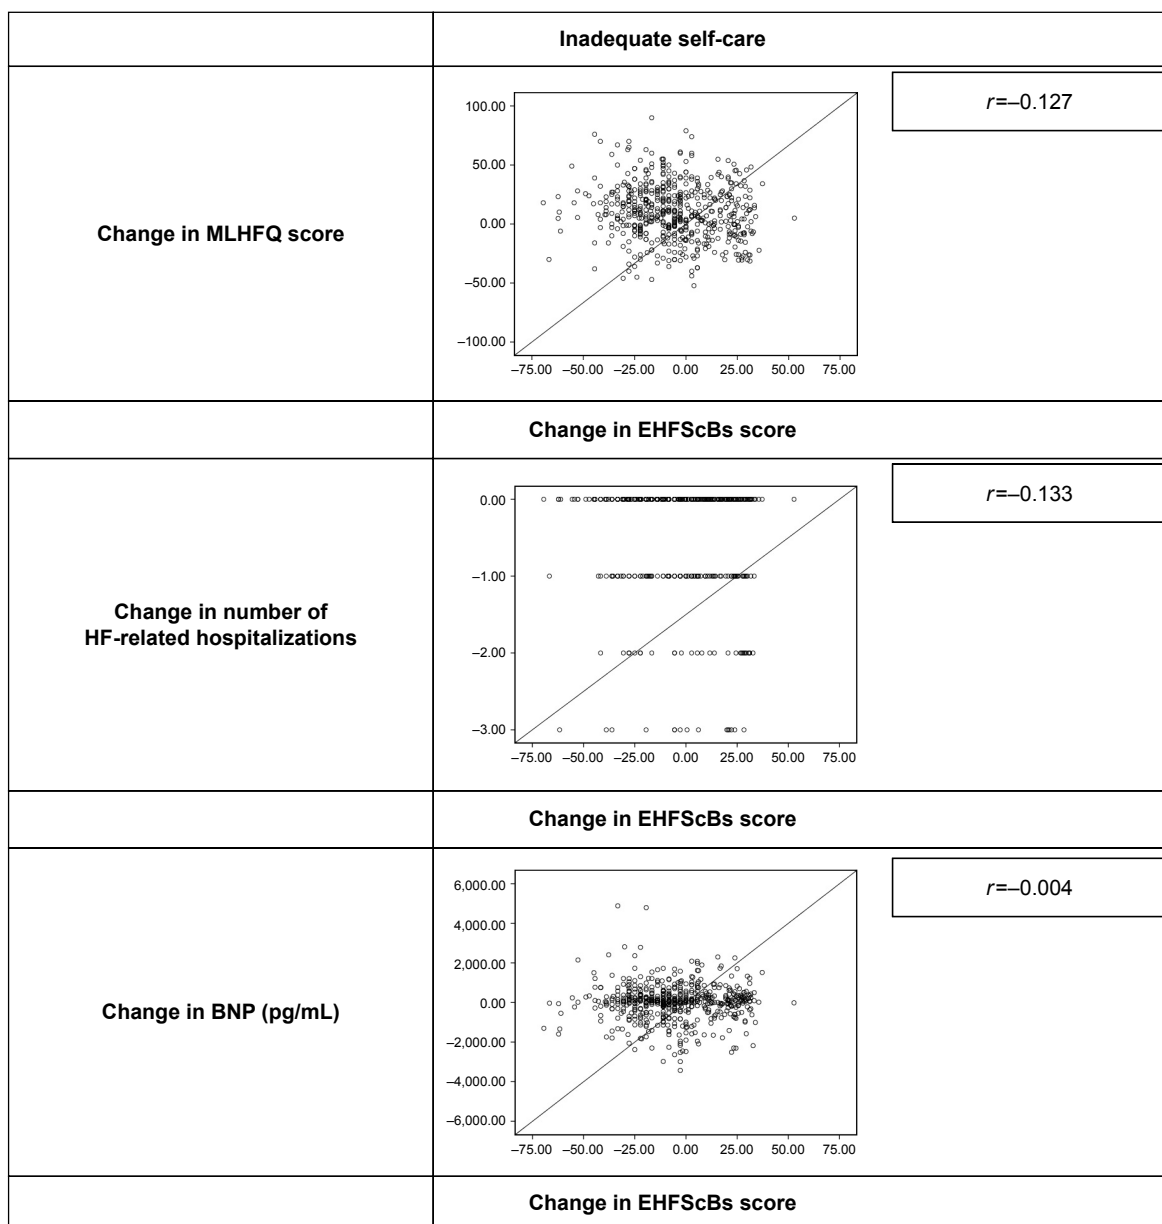 Inadequate self-care
Change in MLHFQ score
r=–0.127
100.00
50.00
0.00
–50.00
–100.00
–75.00 –50.00 –25.00 0.00 25.00 50.00 75.00
Change in EHFScBs score
Change in number of
HF-related hospitalizations
r=–0.133
0.00
–1.00
–2.00
–3.00
–75.00 –50.00 –25.00 0.00 25.00 50.00 75.00
Change in EHFScBs score
Change in BNP (pg/mL)
r=–0.004
6,000.00
4,000.00
2,000.00
0.00
–2,000.00
–4,000.00
–6,000.00
–75.00 –50.00 –25.00 0.00 25.00 50.00 75.00
Change in EHFScBs score